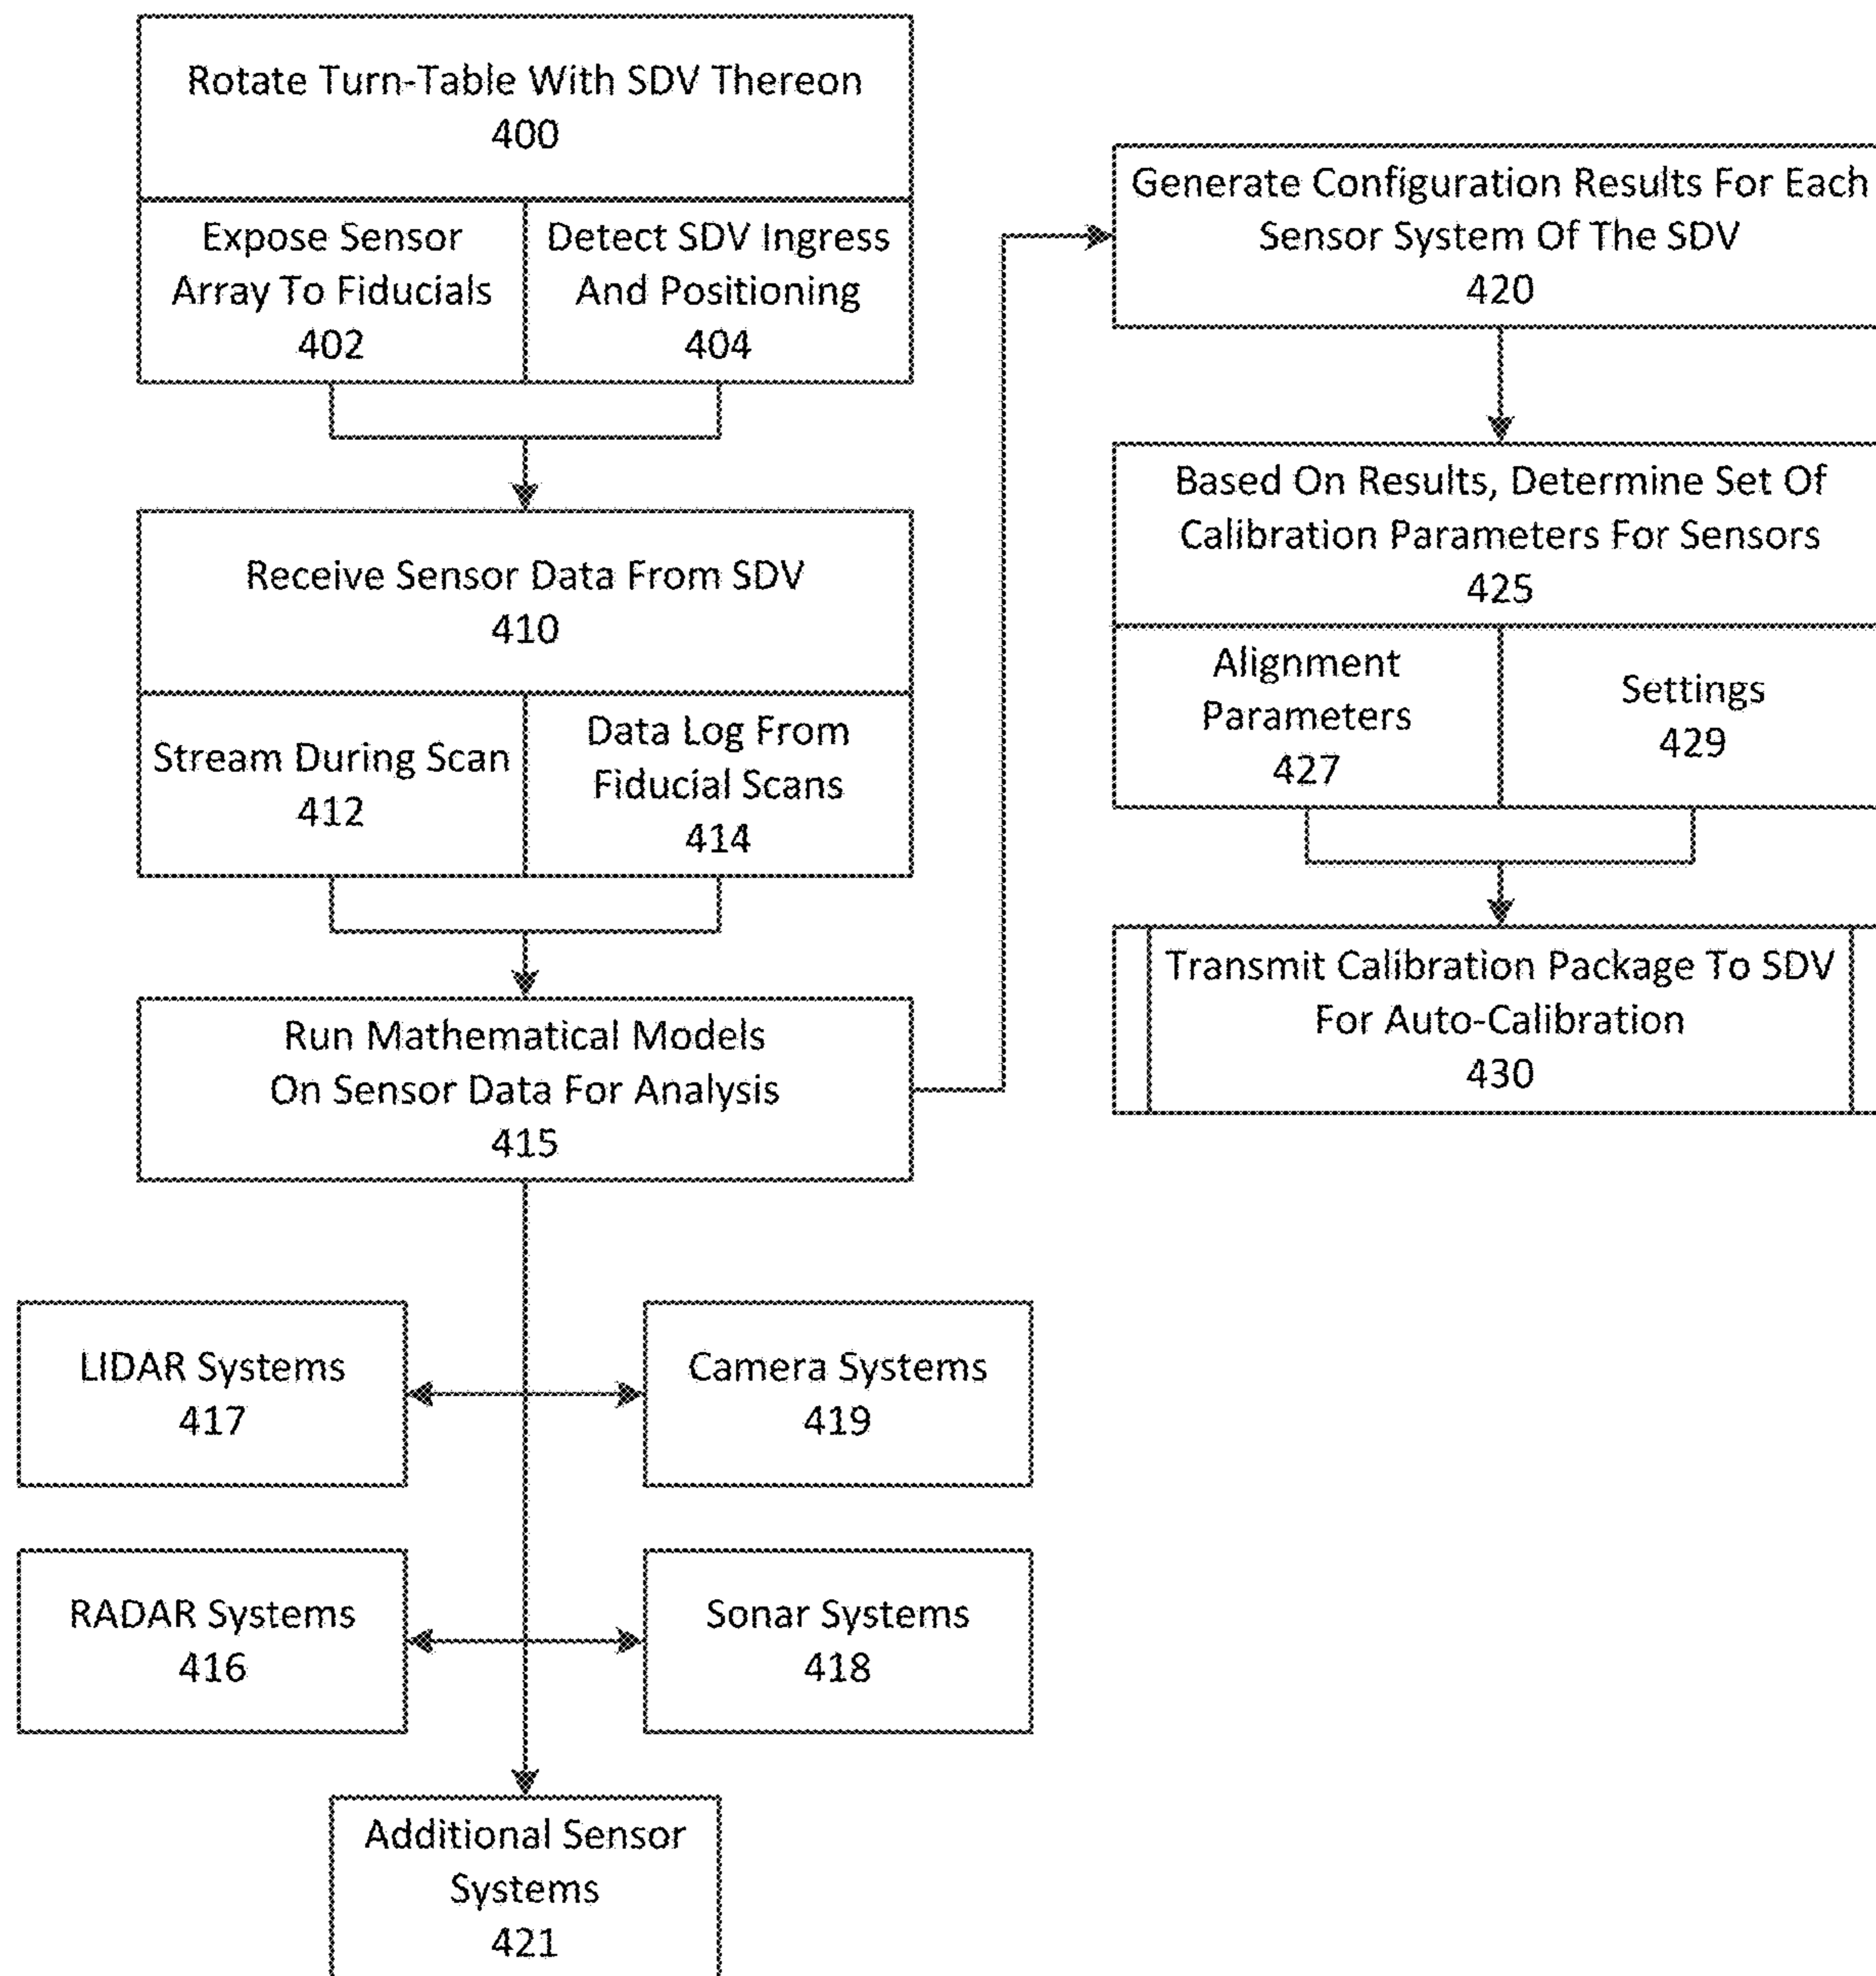 Rotate Turn-Table With SDV Thereon
400
Expose Sensor
Array To Fiducials
402
Detect SDV Ingress
And Positioning
404
Receive Sensor Data From SDV
410
Stream During Scan
412
Data Log From
Fiducial Scans
414
Run Mathematical Models
On Sensor Data For Analysis
415
LIDAR Systems
417
Camera Systems
419
RADAR Systems
416
Sonar Systems
418
Additional Sensor
Systems
421
Generate Configuration Results For Each
Sensor System Of The SDV
420
Based On Results, Determine Set Of
Calibration Parameters For Sensors
425
Alignment
Parameters
427
Settings
429
Transmit Calibration Package To SDV
For Auto-Calibration
430